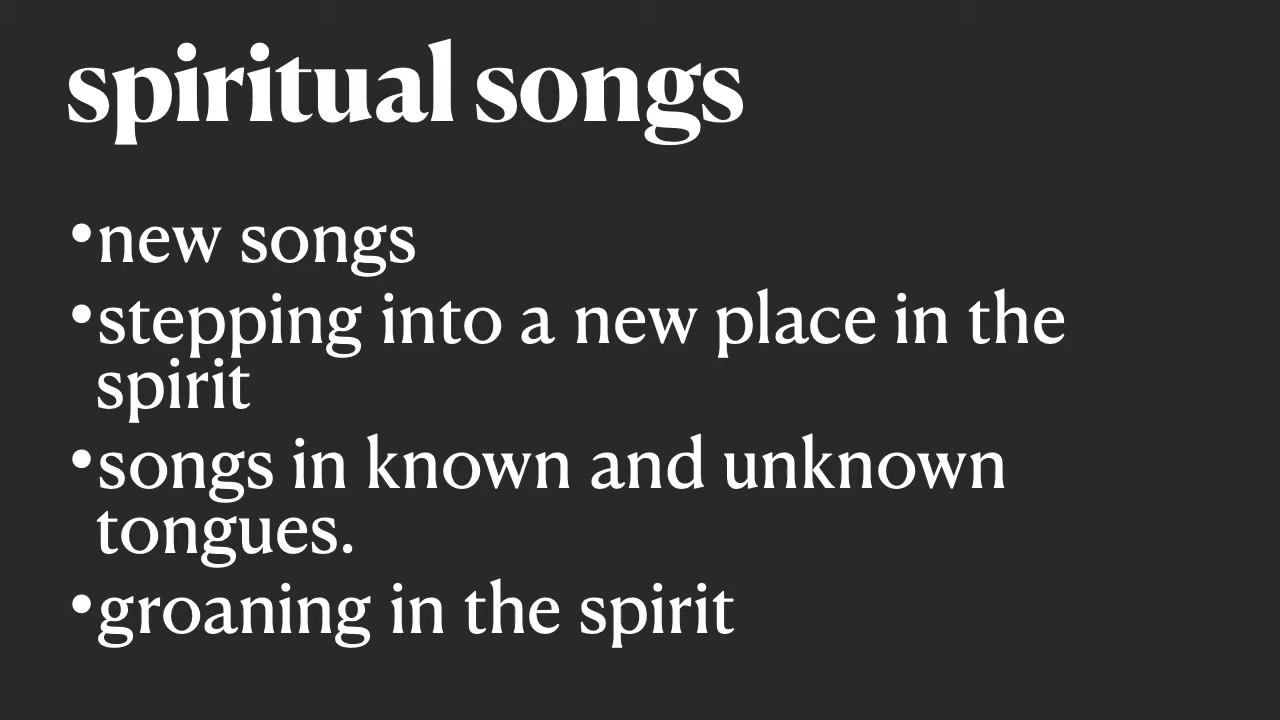 spiritual songs
•new songs
•stepping into a new place in the
spirit
•songs in known and unknown
tongues.
•groaning in the spirit